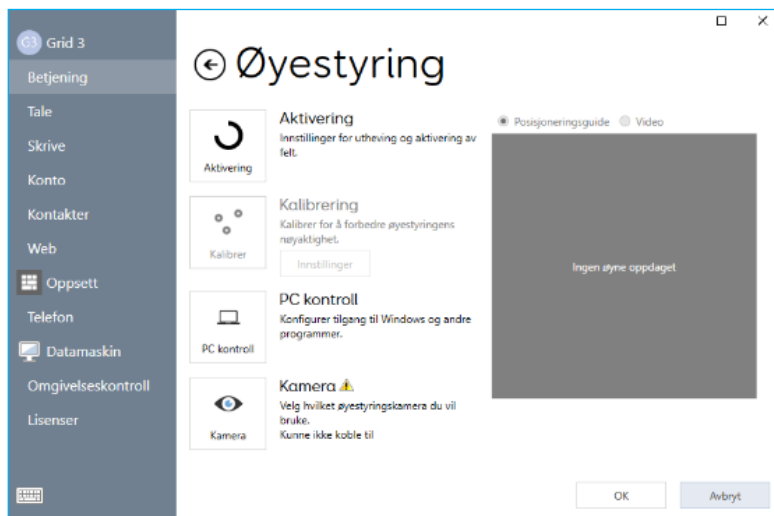 G3 Grid 3
Betjening
Tale
Skrive
Konto
Kontakter
Web
Oppsett
Telefon
Datamaskin
Omgivelseskontroll
Lisenser
Øyestyring
Aktivering
Aktivering
Innstillinger for utheving og aktivering av
felt.
Kalibrer
Kalibrering
Kalibrer for å forbedre øyestyringens
nøyaktighet.
Innstillinger
PC kontroll
PC kontroll
Konfigurer tilgang til Windows og andre
programmer.
Kamera
Kamera
Velg hvilket øyestyringskamera du vil
bruke.
Kunne ikke koble til
Posisjoneringsguide Video
Ingen øyne oppdaget
OK Avbryt